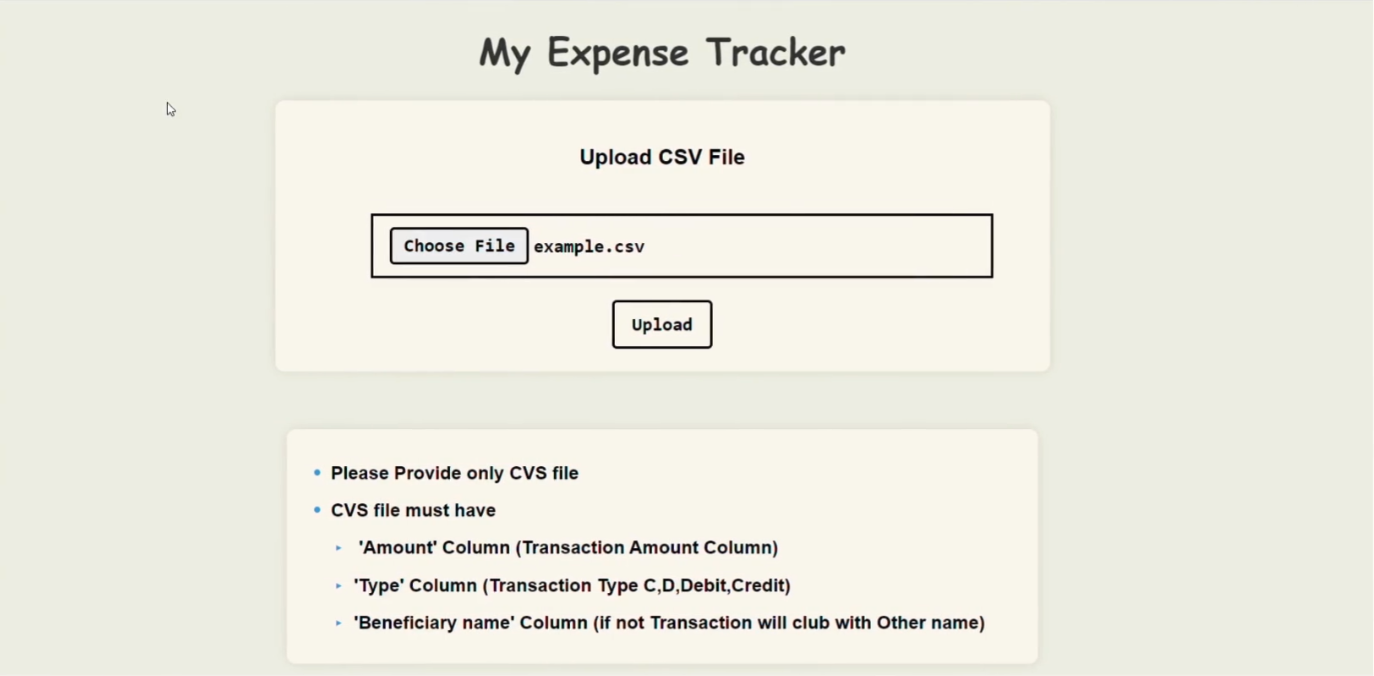 My Expense Tracker
Upload CSV File
Choose File example.csv
Upload
Please Provide only CVS file
CVS file must have
'Amount' Column (Transaction Amount Column)
'Type' Column (Transaction Type C,D,Debit,Credit)
'Beneficiary name' Column (if not Transaction will club with Other name)